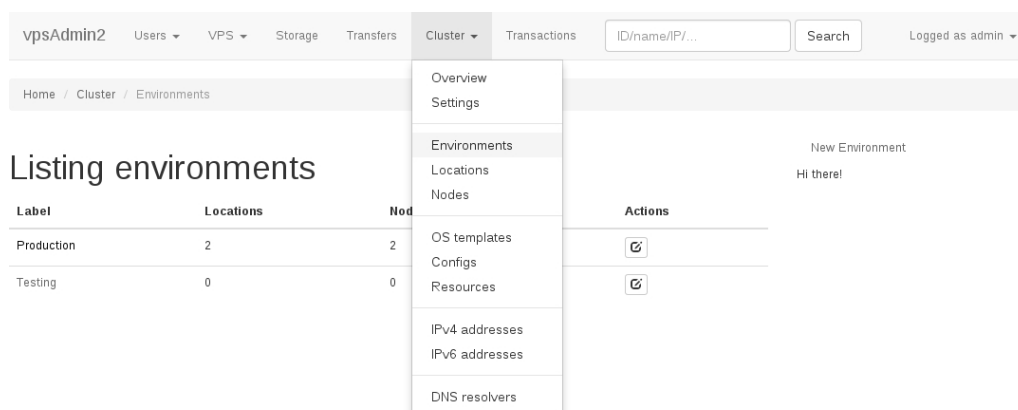 vpsAdmin2 Users VPS Storage Transfers Cluster Transactions ID/name/IP/... Search Logged as admin
Home / Cluster / Environments
Overview
Settings
Environments
Locations
Nodes
OS templates
Configs
Resources
IPv4 addresses
IPv6 addresses
DNS resolvers
New Environment
Hi there!
Listing environments
Label Locations Nod Actions
Production 2 2
Testing 0 0